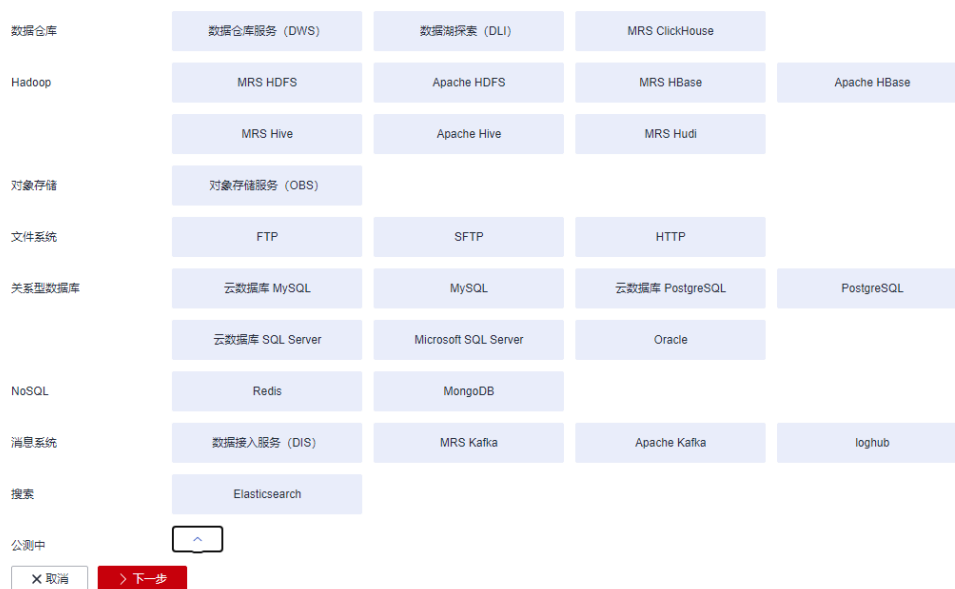 数据仓库 数据仓库服务（DWS） 数据湖探索（DLI） MRS ClickHouse
Hadoop MRS HDFS Apache HDFS MRS HBase Apache HBase
MRS Hive Apache Hive MRS Hudi
对象存储 对象存储服务（OBS）
文件系统 FTP SFTP HTTP
关系型数据库 云数据库 MySQL MySQL 云数据库 PostgreSQL PostgreSQL
云数据库 SQL Server Microsoft SQL Server Oracle
NoSQL Redis MongoDB
消息系统 数据接入服务（DIS） MRS Kafka Apache Kafka loghub
搜索 Elasticsearch
公测中
取消 下一步